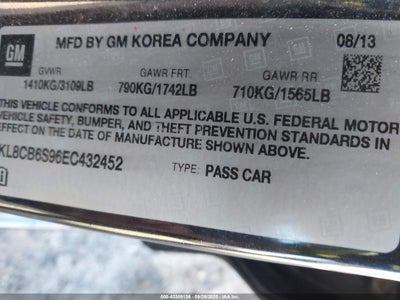 GM
MFD BY GM KOREA COMPANY
08/13
GVWR GAWR FRT. GAWR RR
1410KG/3109LB 790KG/1742LB 710KG/1565LB
THIS VEHICLE CONFORMS TO ALL APPLICABLE U.S. FEDERAL MOTOR
VEHICLE SAFETY, BUMPER, AND THEFT PREVENTION STANDARDS IN
EFFECT ON THE DATE OF MANUFACTURE SHOWN ABOVE.
KL8CB6S96EC432452 TYPE: PASS CAR